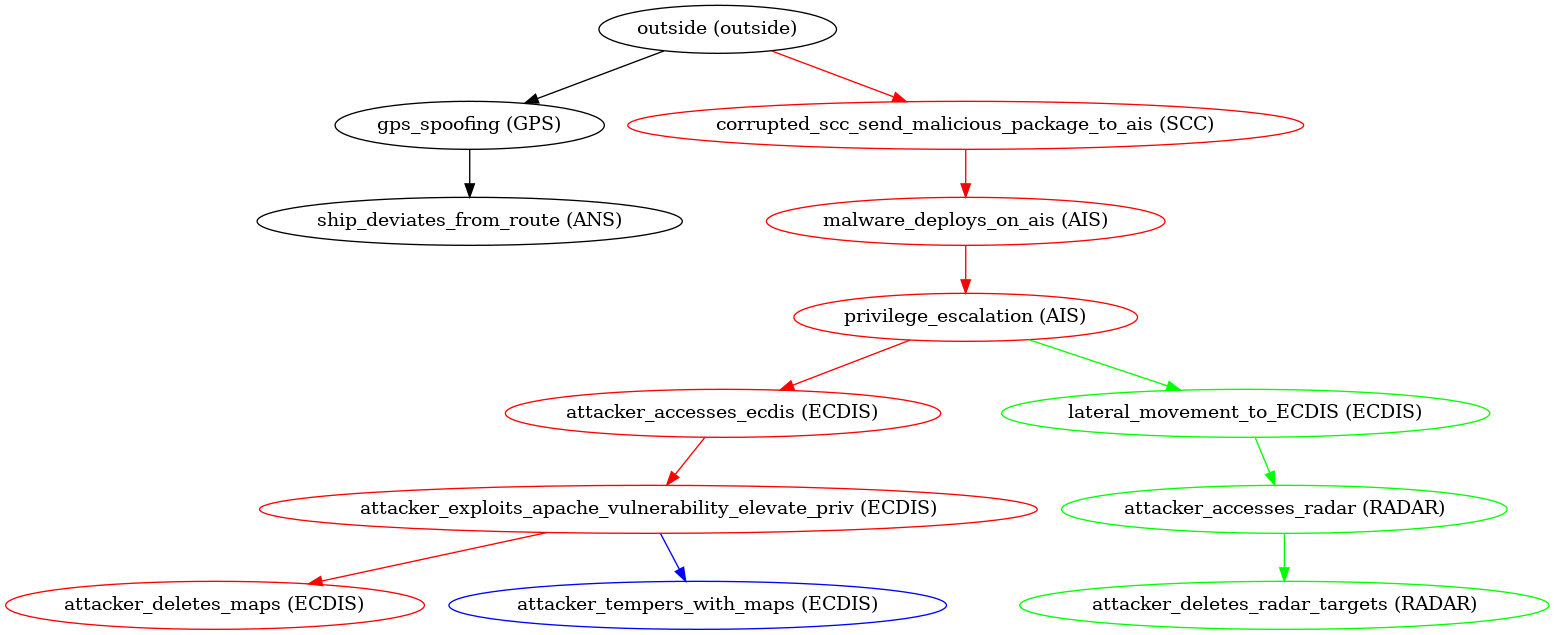 outside (outside)
gps_spoofing (GPS)
corrupted_scc_send_malicious_package_to_ais (SCC)
ship_deviates_from_route (ANS)
malware_deploys_on_ais (AIS)
privilege_escalation (AIS)
attacker_accesses_ecdis (ECDIS)
lateral_movement_to_ECDIS (ECDIS)
attacker_exploits_apache_vulnerability_elevate_priv (ECDIS)
attacker_accesses_radar (RADAR)
attacker_deletes_maps (ECDIS)
attacker_tempers_with_maps (ECDIS)
attacker_deletes_radar_targets (RADAR)